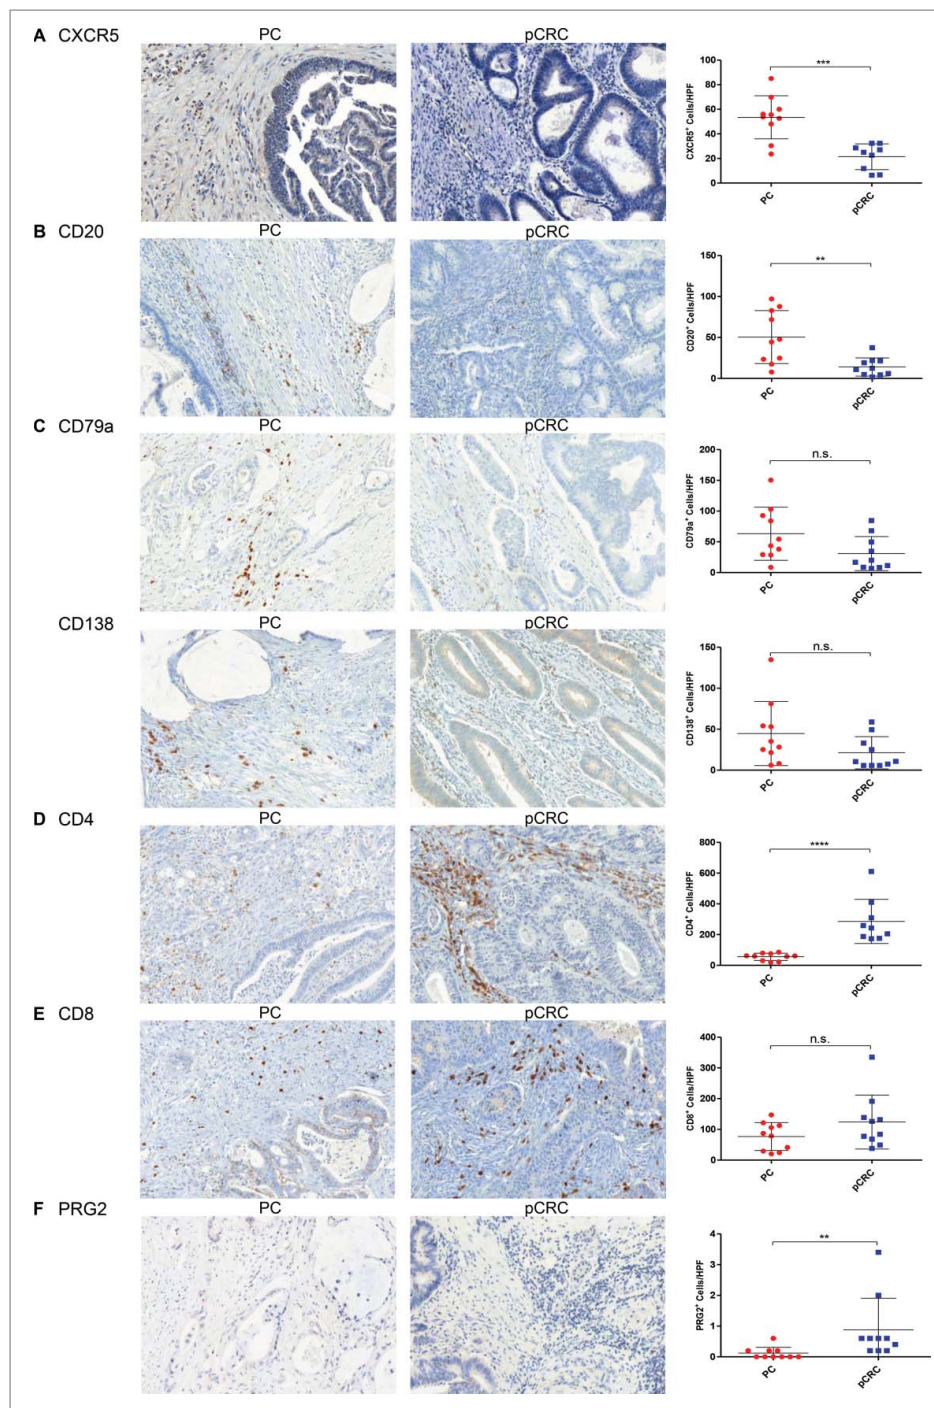 A CXCR5
PC
pCRC
CXCR5⁺ Cells/HPF
100
80
60
40
20
0
***
PC
pCRC
B CD20
PC
pCRC
CD20⁺ Cells/HPF
150
100
50
0
**
PC
pCRC
C CD79a
PC
pCRC
CD79a⁺ Cells/HPF
200
150
100
50
0
n.s.
PC
pCRC
CD138
PC
pCRC
CD138⁺ Cells/HPF
150
100
50
0
n.s.
PC
pCRC
D CD4
PC
pCRC
CD4⁺ Cells/HPF
800
600
400
200
0
****
PC
pCRC
E CD8
PC
pCRC
CD8⁺ Cells/HPF
400
300
200
100
0
n.s.
PC
pCRC
F PRG2
PC
pCRC
PRG2⁺ Cells/HPF
4
3
2
1
0
**
PC
pCRC